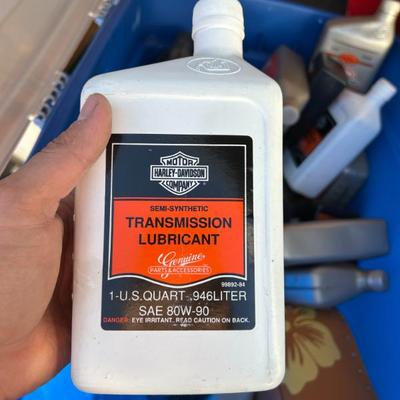 MOTOR
HARLEY-DAVIDSON
COMPANY
SEMI-SYNTHETIC
TRANSMISSION
LUBRICANT
Genuine
PARTS & ACCESSORIES
99892-84
1-U.S.QUART .946LITER
SAE 80W-90
DANGER: EYE IRRITANT. READ CAUTION ON BACK.